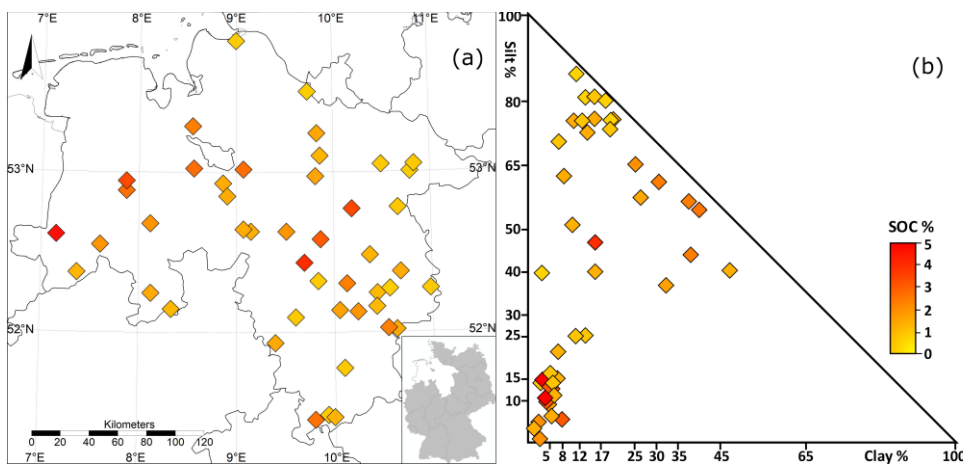 7°E 8°E 9°E 10°E 11°E
(a)
53°N 53°N
52°N 52°N
Kilometers
0 20 40 60 80 100 120
7°E 8°E 9°E 10°E 11°E
(b)
100
Silt %
80
65
50
40
30
25
15
10
5 8 12 17 25 30 35 45 65 Clay % 100
SOC %
5
4
3
2
1
0